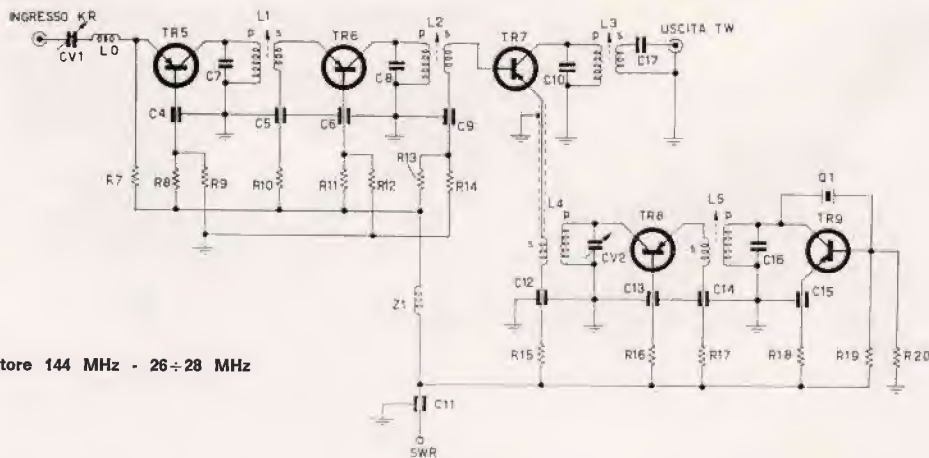 INGRESSO KR
CV1
L0
TR5
L1
P
S
TR6
L2
P
S
TR7
L3
P
S
USCITA TW
C17
C7
C8
C10
C4
C5
C6
C9
R7
R8
R9
R10
R11
R12
R13
R14
L4
P
S
CV2
TR8
L5
P
S
C16
Q1
TR9
Z1
C12
C13
C14
C15
R15
R16
R17
R18
R19
R20
C11
SWR
tore 144 MHz - 26÷28 MHz